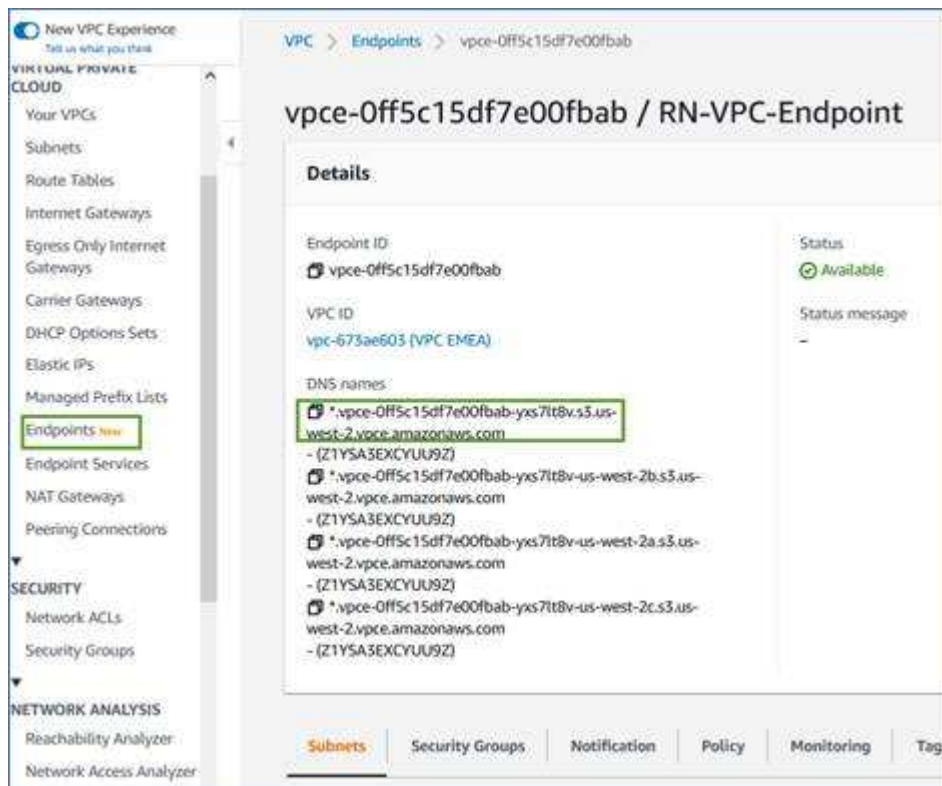 New VPC Experience
Tell us what you think
VIRTUAL PRIVATE
CLOUD
Your VPCs
Subnets
Route Tables
Internet Gateways
Egress Only Internet
Gateways
Carrier Gateways
DHCP Options Sets
Elastic IPs
Managed Prefix Lists
Endpoints New
Endpoint Services
NAT Gateways
Peering Connections
SECURITY
Network ACLs
Security Groups
NETWORK ANALYSIS
Reachability Analyzer
Network Access Analyzer
VPC > Endpoints > vpce-0ff5c15df7e00fbab
vpce-0ff5c15df7e00fbab / RN-VPC-Endpoint
Details
Endpoint ID
vpce-0ff5c15df7e00fbab
VPC ID
vpc-673ae603 (VPC EMEA)
DNS names
*.vpce-0ff5c15df7e00fbab-yxs7lt8v.s3.us-
west-2.vpce.amazonaws.com
- (Z1YSA3EXCYUU9Z)
*.vpce-0ff5c15df7e00fbab-yxs7lt8v-us-west-2b.s3.us-
west-2.vpce.amazonaws.com
- (Z1YSA3EXCYUU9Z)
*.vpce-0ff5c15df7e00fbab-yxs7lt8v-us-west-2a.s3.us-
west-2.vpce.amazonaws.com
- (Z1YSA3EXCYUU9Z)
*.vpce-0ff5c15df7e00fbab-yxs7lt8v-us-west-2c.s3.us-
west-2.vpce.amazonaws.com
- (Z1YSA3EXCYUU9Z)
Status
Available
Status message
-
Subnets
Security Groups
Notification
Policy
Monitoring
Tag